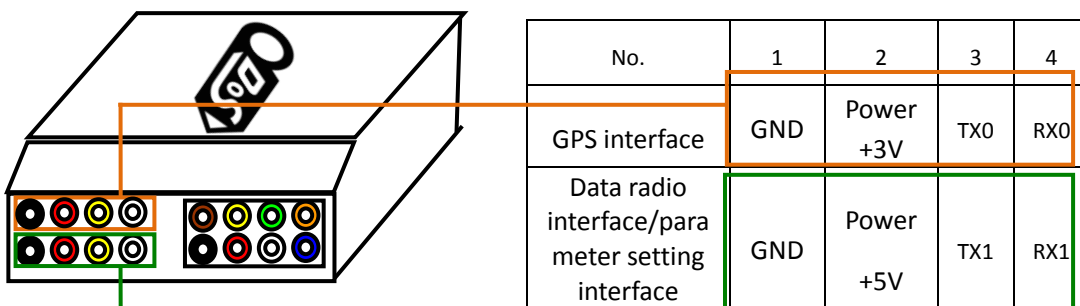 No. 1 2 3 4
GPS interface GND Power +3V TX0 RX0
Data radio
interface/para
meter setting
interface
GND Power +5V TX1 RX1